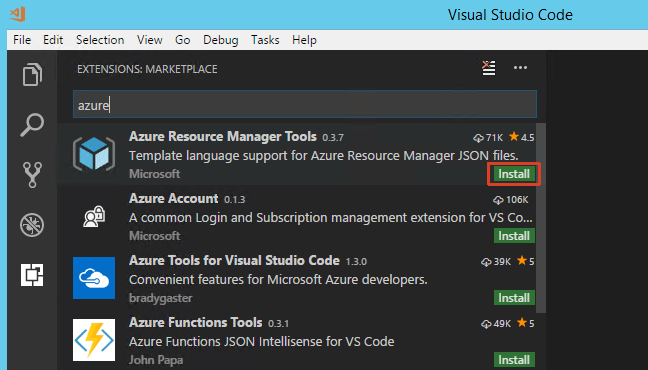 Visual Studio Code
File Edit Selection View Go Debug Tasks Help
EXTENSIONS: MARKETPLACE
azure
Azure Resource Manager Tools 0.3.7 71K 4.5
Template language support for Azure Resource Manager JSON files.
Microsoft Install
Azure Account 0.1.3 106K
A common Login and Subscription management extension for VS Co...
Microsoft Install
Azure Tools for Visual Studio Code 1.3.0 39K 5
Convenient features for Microsoft Azure developers.
bradygaster Install
Azure Functions Tools 0.3.1 49K 5
Azure Functions JSON Intellisense for VS Code
John Papa Install